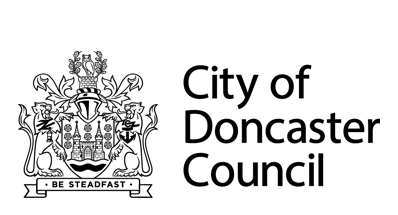 City of
Doncaster
Council
· BE STEADFAST ·